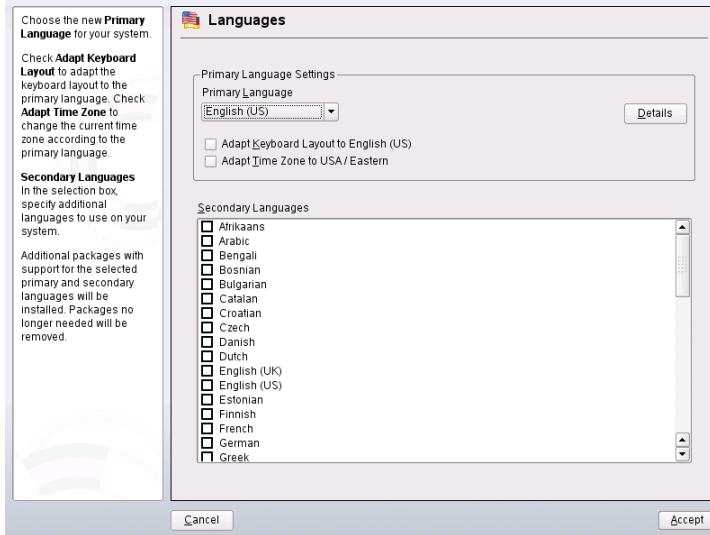 Choose the new Primary
Language for your system.
Check Adapt Keyboard
Layout to adapt the
keyboard layout to the
primary language. Check
Adapt Time Zone to
change the current time
zone according to the
primary language.
Secondary Languages
In the selection box,
specify additional
languages to use on your
system.
Additional packages with
support for the selected
primary and secondary
languages will be
installed. Packages no
longer needed will be
removed.
Languages
Primary Language Settings
Primary Language
English (US)
Details
Adapt Keyboard Layout to English (US)
Adapt Time Zone to USA / Eastern
Secondary Languages
Afrikaans
Arabic
Bengali
Bosnian
Bulgarian
Catalan
Croatian
Czech
Danish
Dutch
English (UK)
English (US)
Estonian
Finnish
French
German
Greek
Cancel
Accept